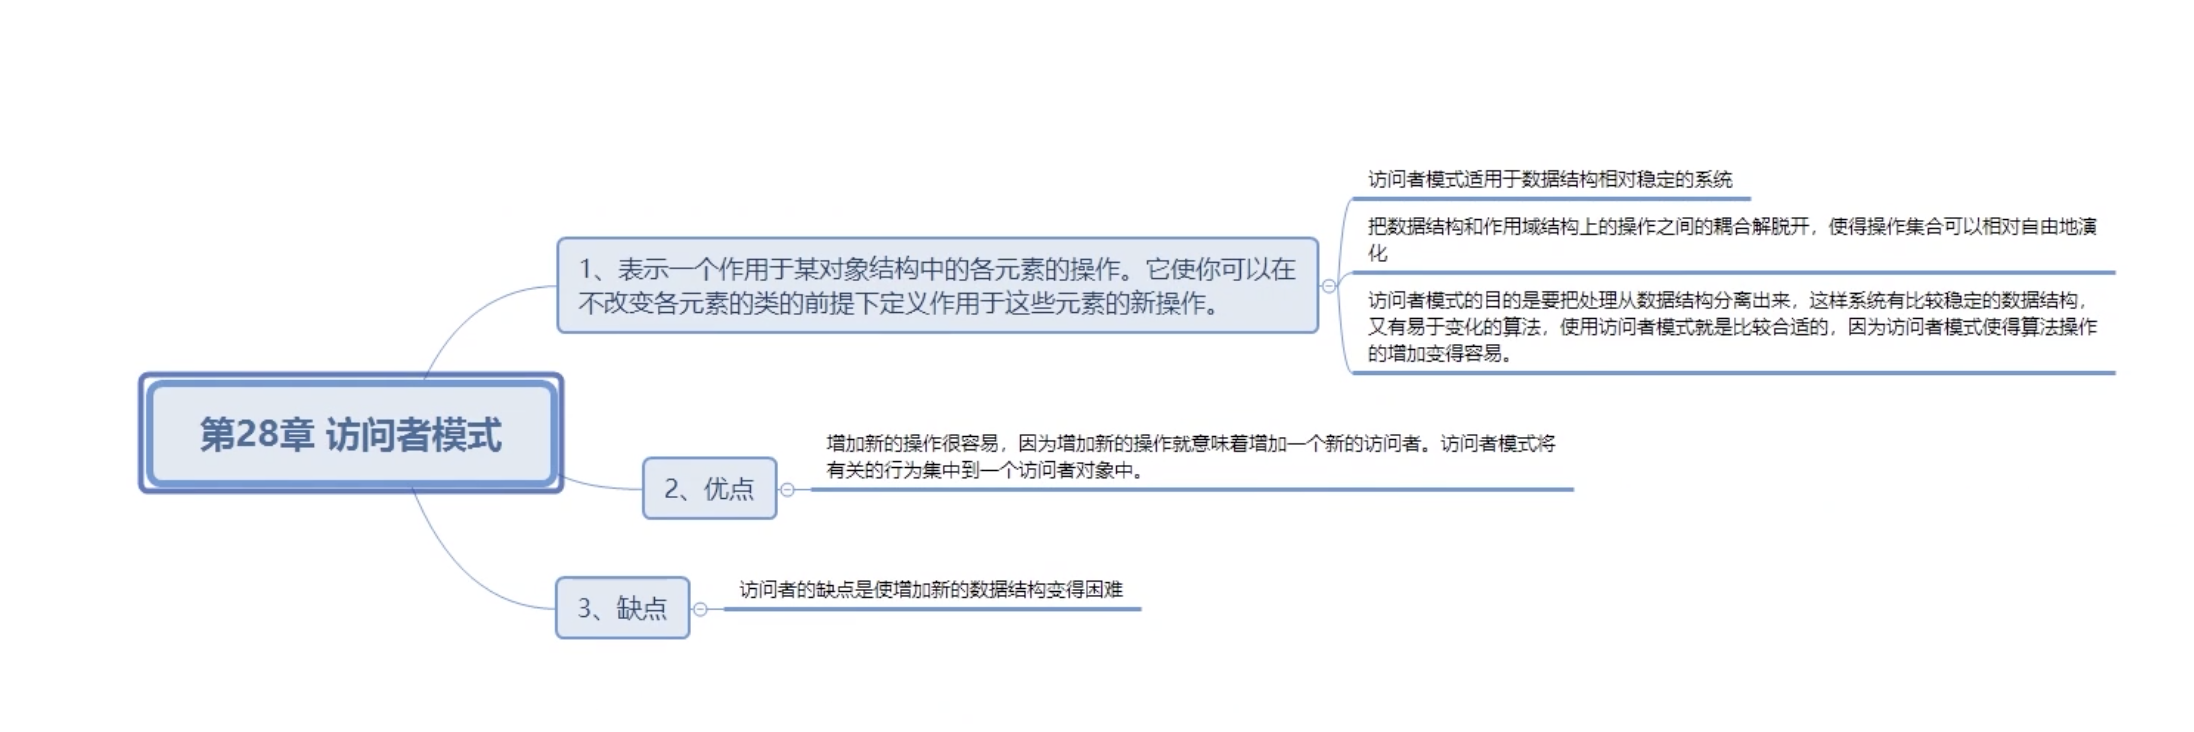 第28章 访问者模式
1、表示一个作用于某对象结构中的各元素的操作。它使你可以在
不改变各元素的类的前提下定义作用于这些元素的新操作。
访问者模式适用于数据结构相对稳定的系统
把数据结构和作用域结构上的操作之间的耦合解脱开，使得操作集合可以相对自由地演
化
访问者模式的目的是要把处理从数据结构分离出来，这样系统有比较稳定的数据结构，
又有易于变化的算法，使用访问者模式就是比较合适的，因为访问者模式使得算法操作
的增加变得容易。
2、优点
增加新的操作很容易，因为增加新的操作就意味着增加一个新的访问者。访问者模式将
有关的行为集中到一个访问者对象中。
3、缺点
访问者的缺点是使增加新的数据结构变得困难